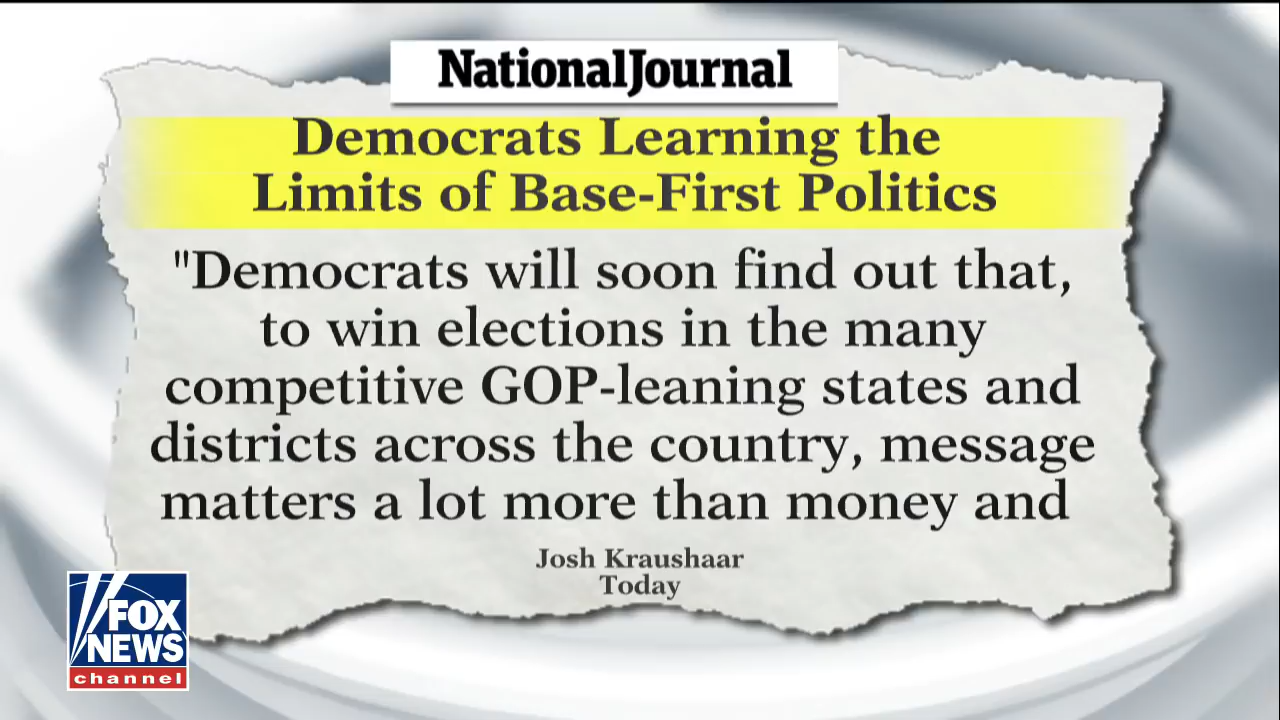 NationalJournal
Democrats Learning the
Limits of Base-First Politics
"Democrats will soon find out that,
to win elections in the many
competitive GOP-leaning states and
districts across the country, message
matters a lot more than money and
Josh Kraushaar
Today
FOX
NEWS
channel